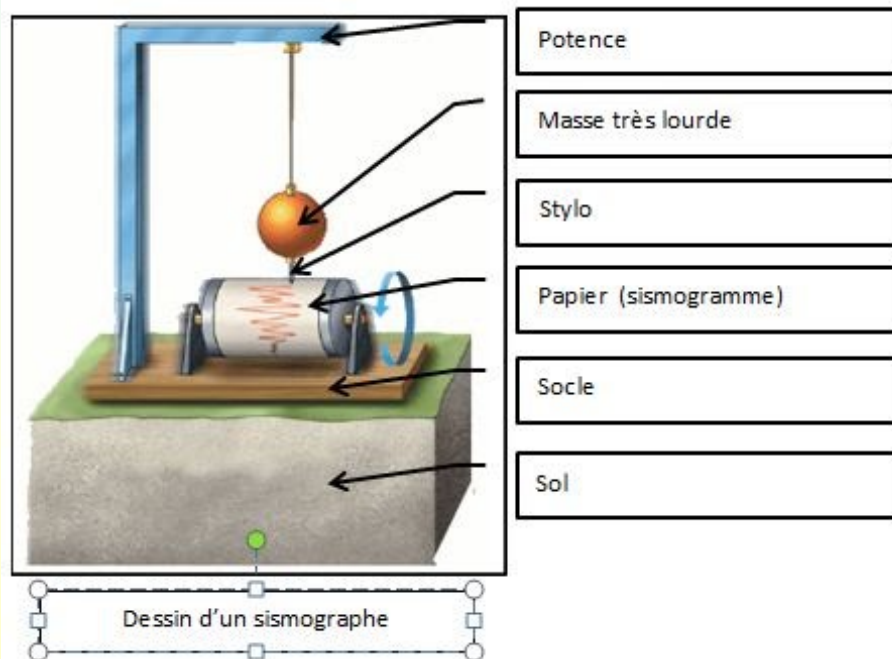 Potence
Masse très lourde
Stylo
Papier (sismogramme)
Socle
Sol
Dessin d'un sismographe